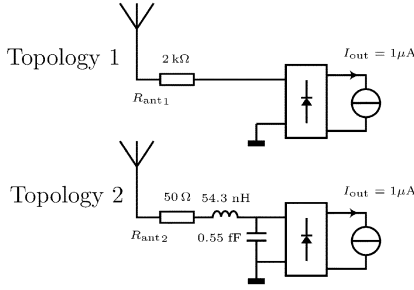 Topology 1
2 kΩ
R_ant1
I_out = 1μA
Topology 2
50 Ω
54.3 nH
0.55 fF
R_ant2
I_out = 1μA